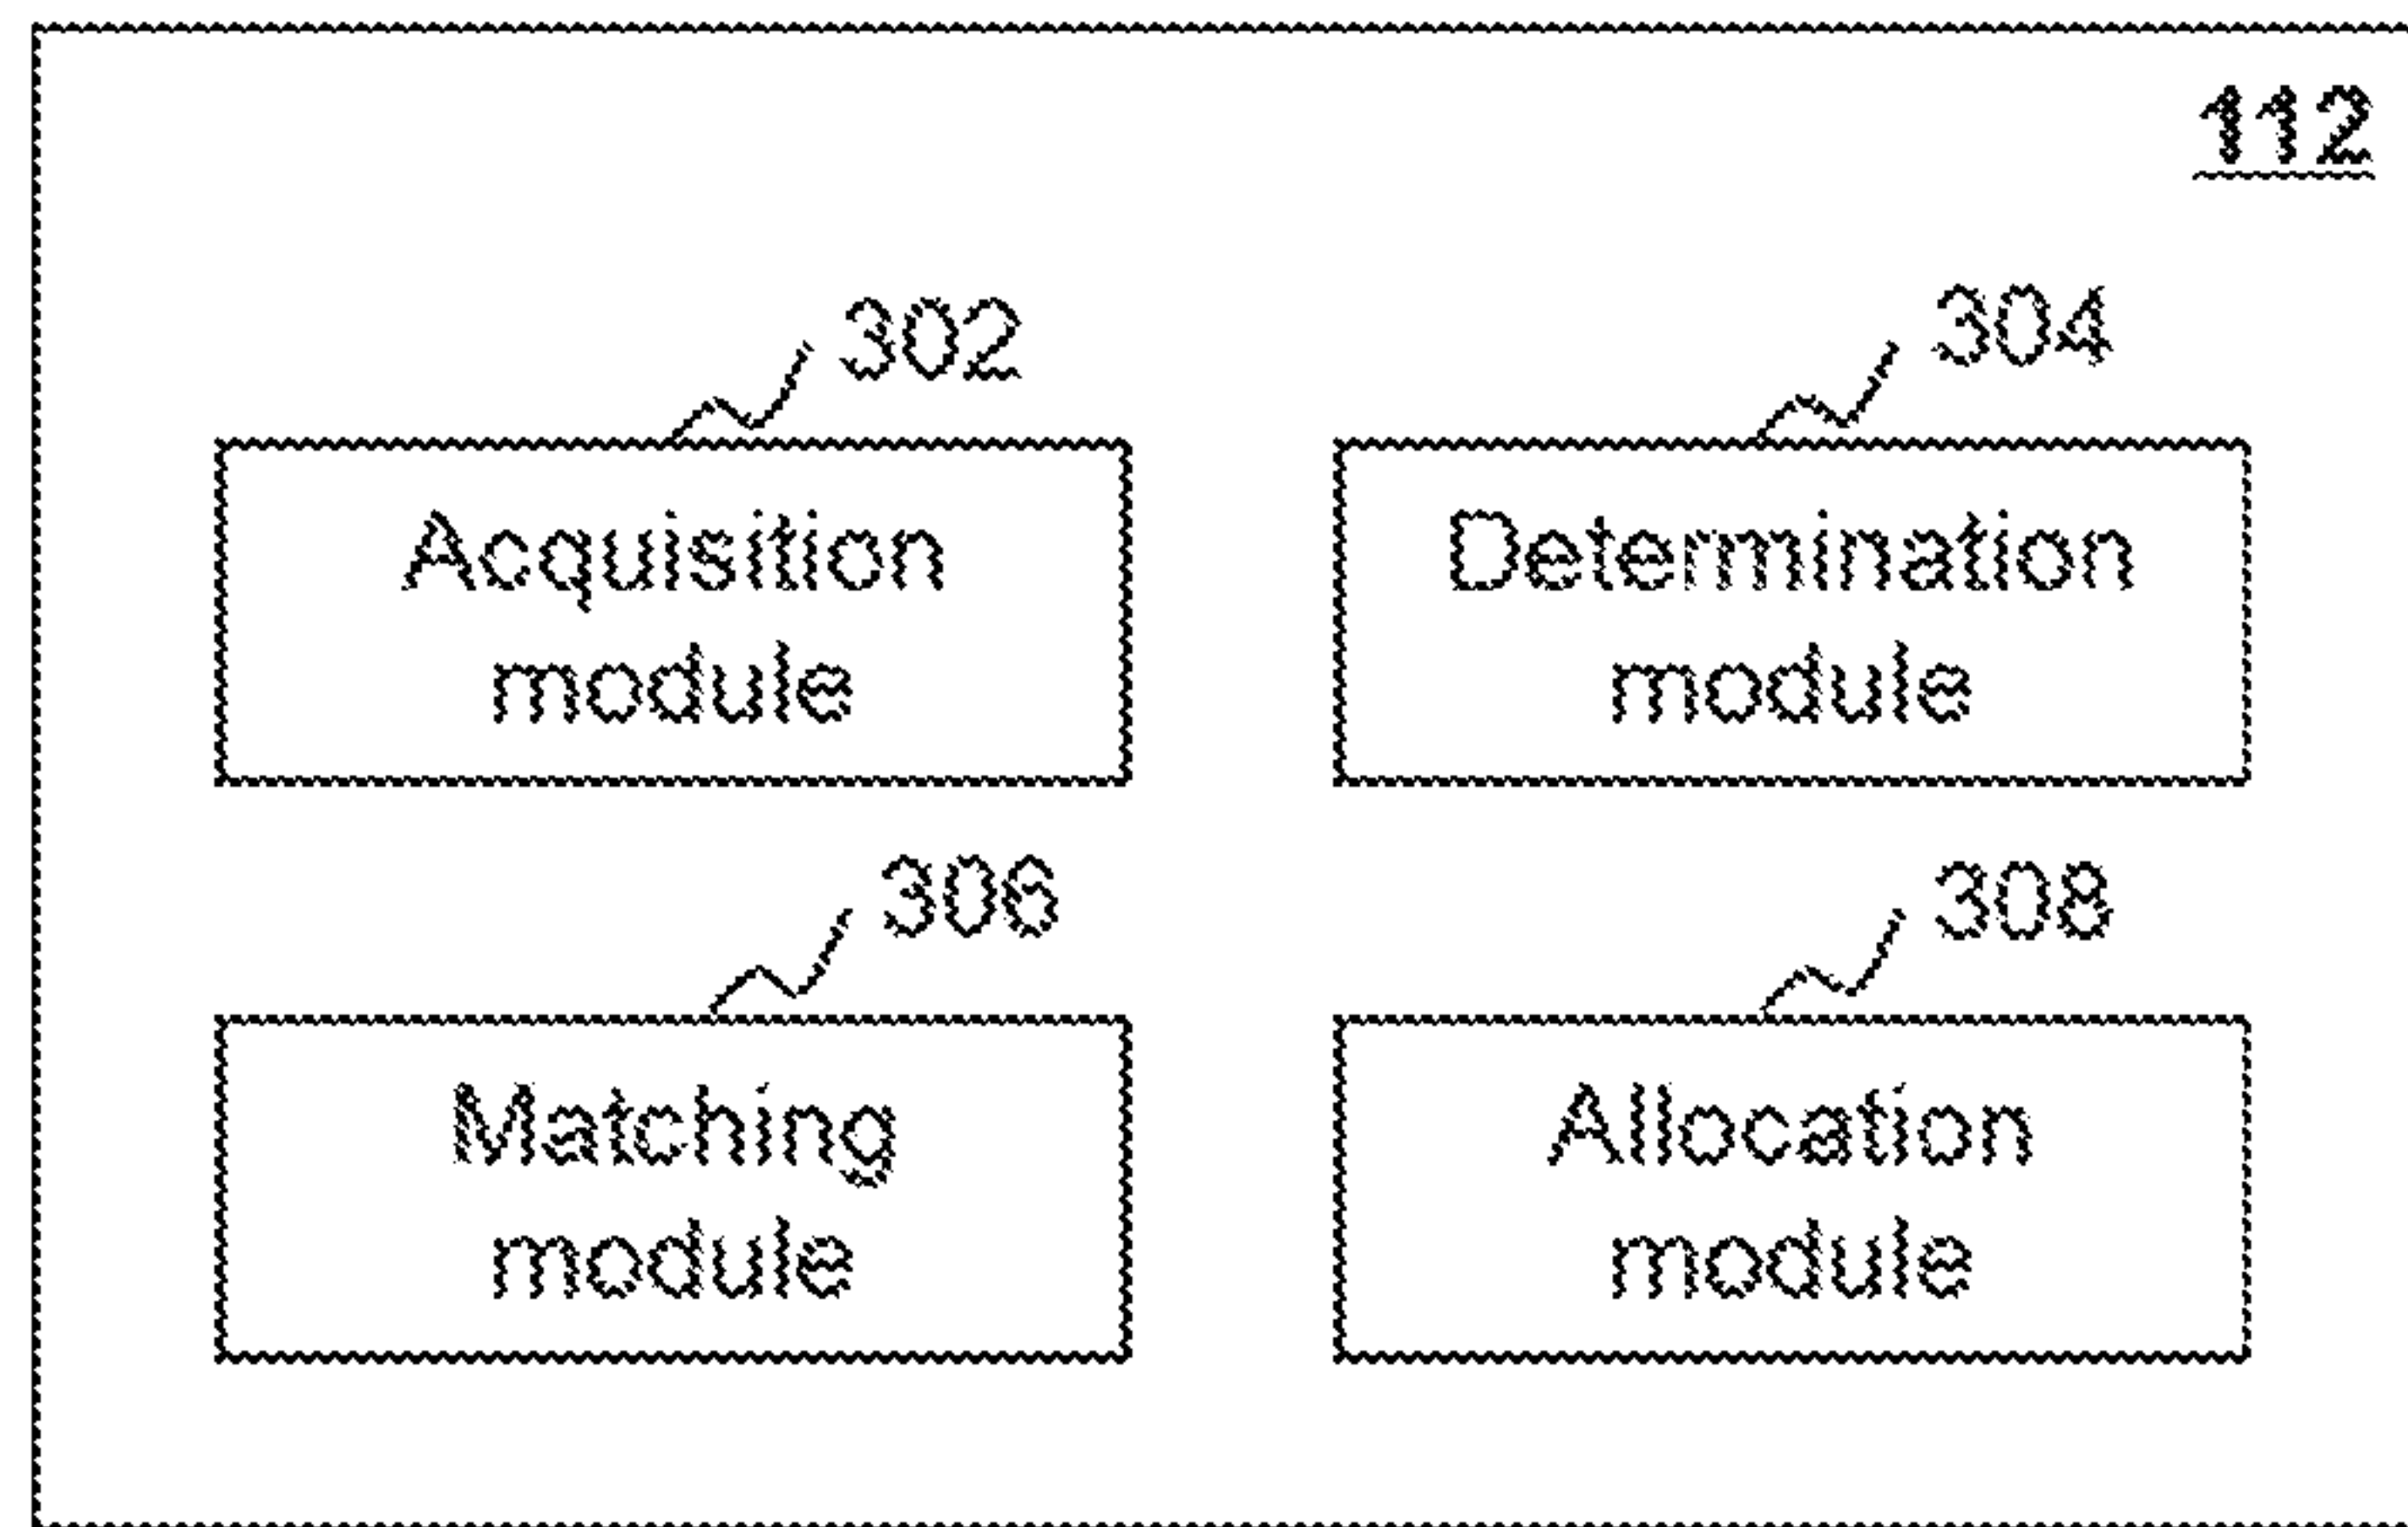 112
302
304
Acquisition
module
Determination
module
306
308
Matching
module
Allocation
module